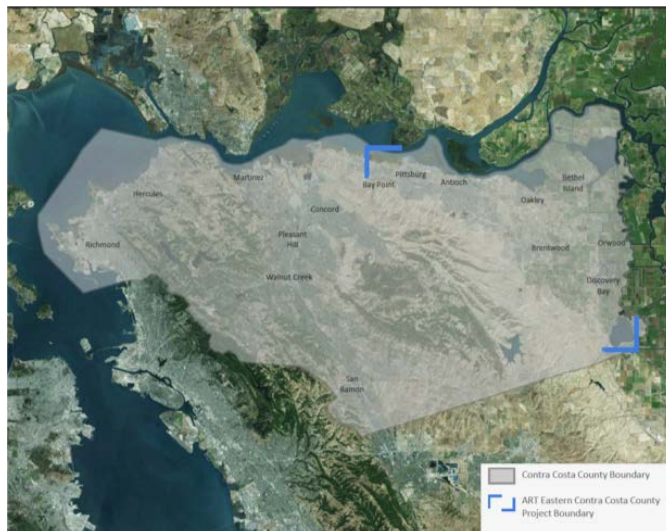 Bethel
Island
Pittsburg
Martinez
Bay Point
Antioch
Hercules
Oakley
Concord
Pleasant
Hill
Richmond
Brentwood
Orwood
Walnut Creek
Discovery
Bay
San
Ramon
Contra Costa County Boundary
ART Eastern Contra Costa County
Project Boundary